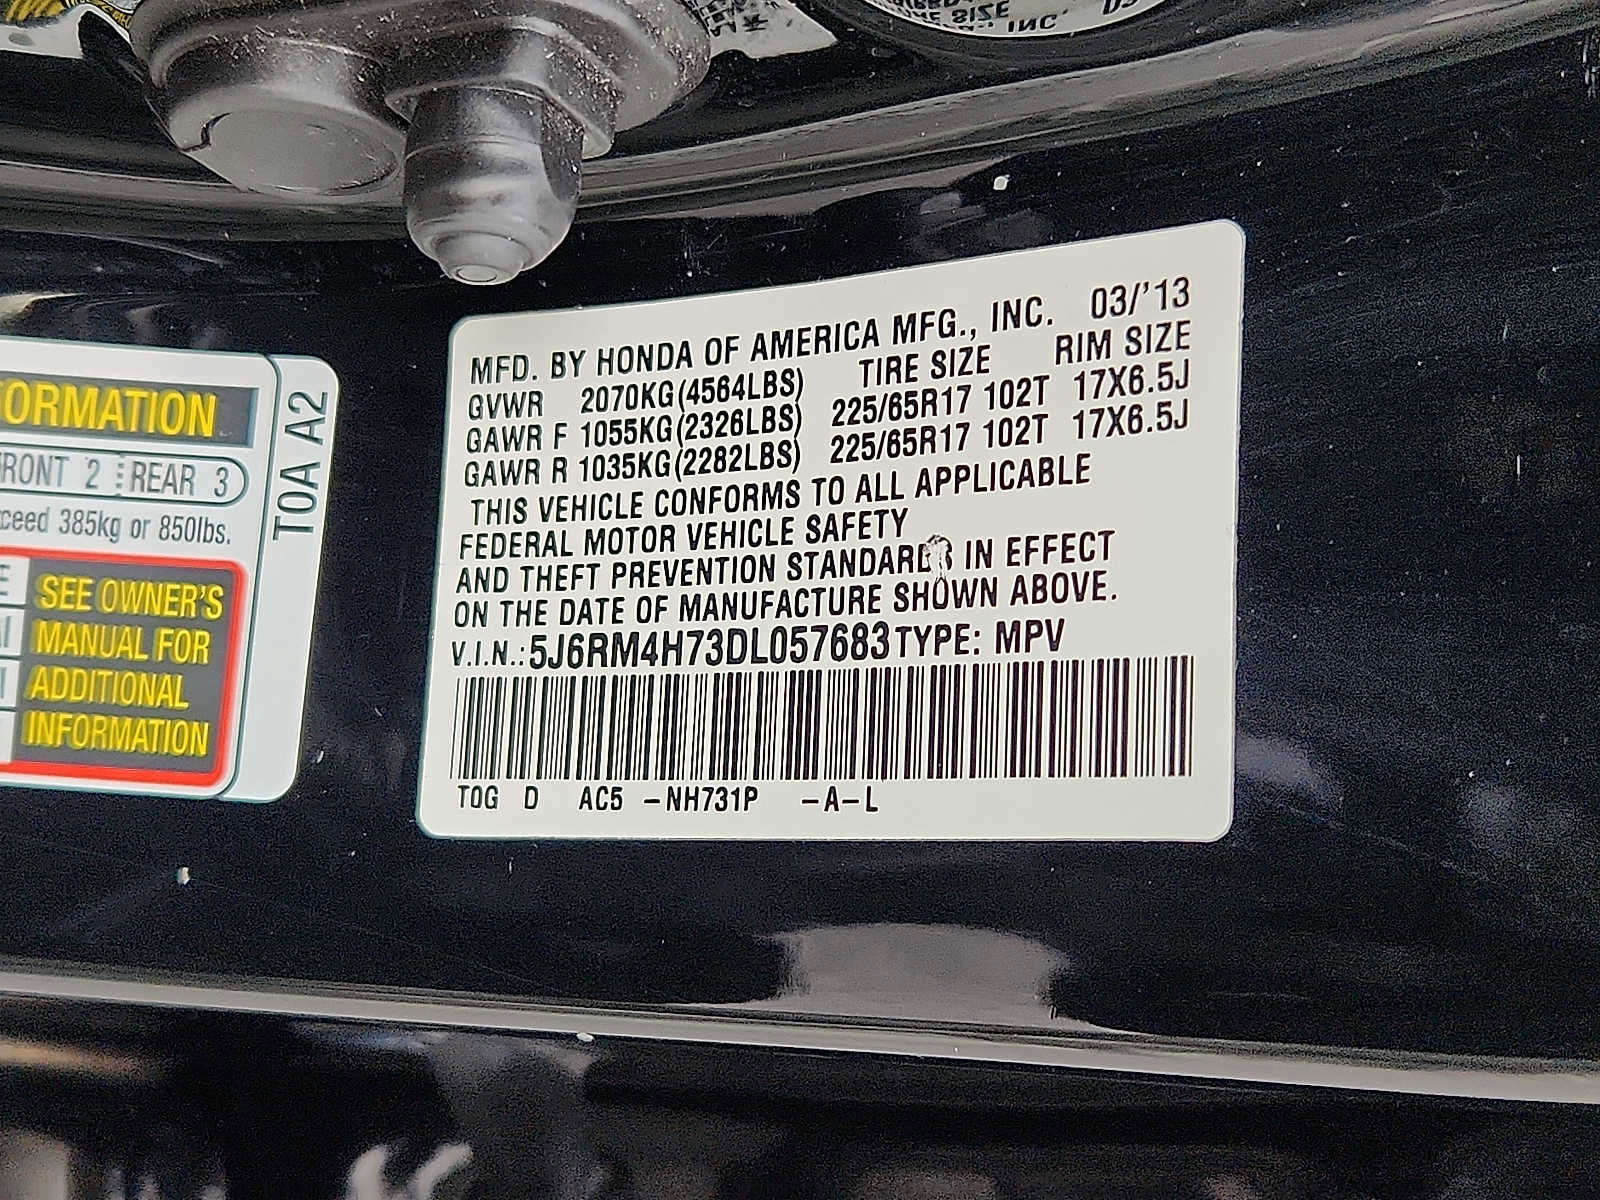 MFD. BY HONDA OF AMERICA MFG., INC. 03/'13
GVWR 2070KG(4564LBS) TIRE SIZE RIM SIZE
GAWR F 1055KG(2326LBS) 225/65R17 102T 17X6.5J
GAWR R 1035KG(2282LBS) 225/65R17 102T 17X6.5J
THIS VEHICLE CONFORMS TO ALL APPLICABLE
FEDERAL MOTOR VEHICLE SAFETY
AND THEFT PREVENTION STANDARDS IN EFFECT
ON THE DATE OF MANUFACTURE SHOWN ABOVE.
V.I.N.: 5J6RM4H73DL057683 TYPE: MPV
TOG D AC5 -NH731P -A-L
ORMATION
RONT 2 REAR 3
ceed 385kg or 850lbs.
SEE OWNER'S
MANUAL FOR
ADDITIONAL
INFORMATION
T0A A2
RE SIZE
INC.